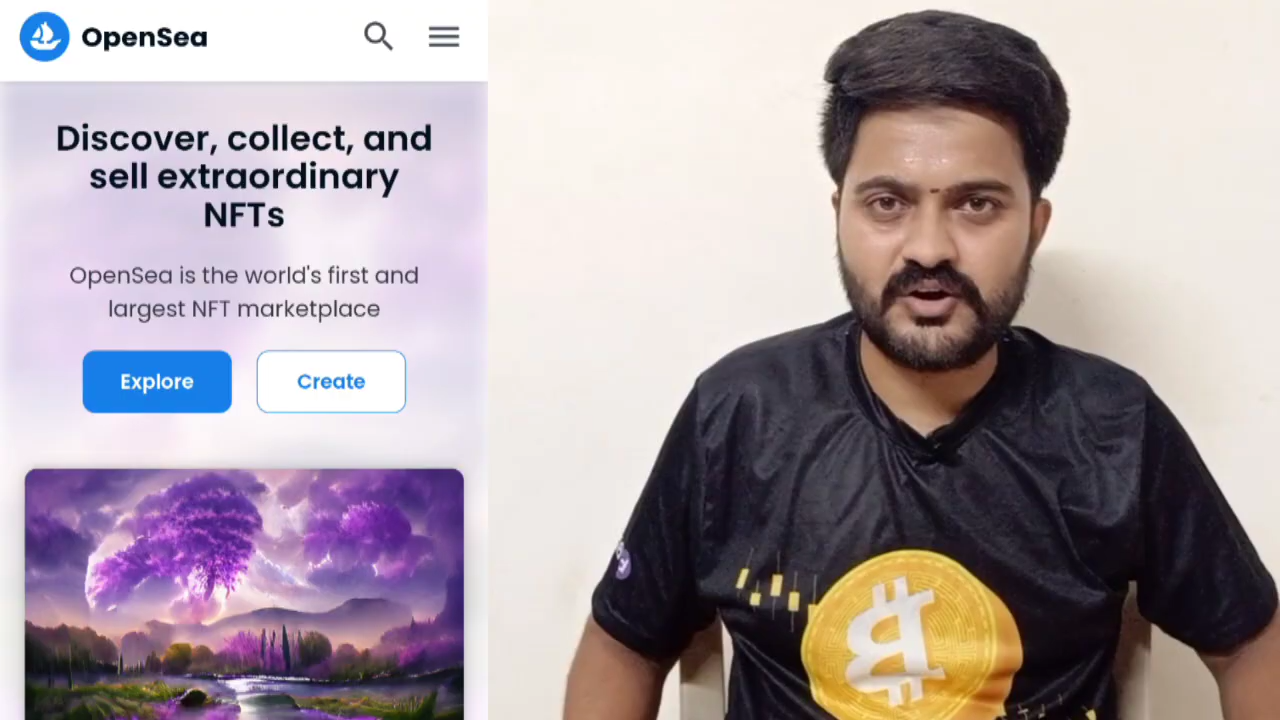 OpenSea
Discover, collect, and
sell extraordinary
NFTs
OpenSea is the world's first and
largest NFT marketplace
Explore
Create